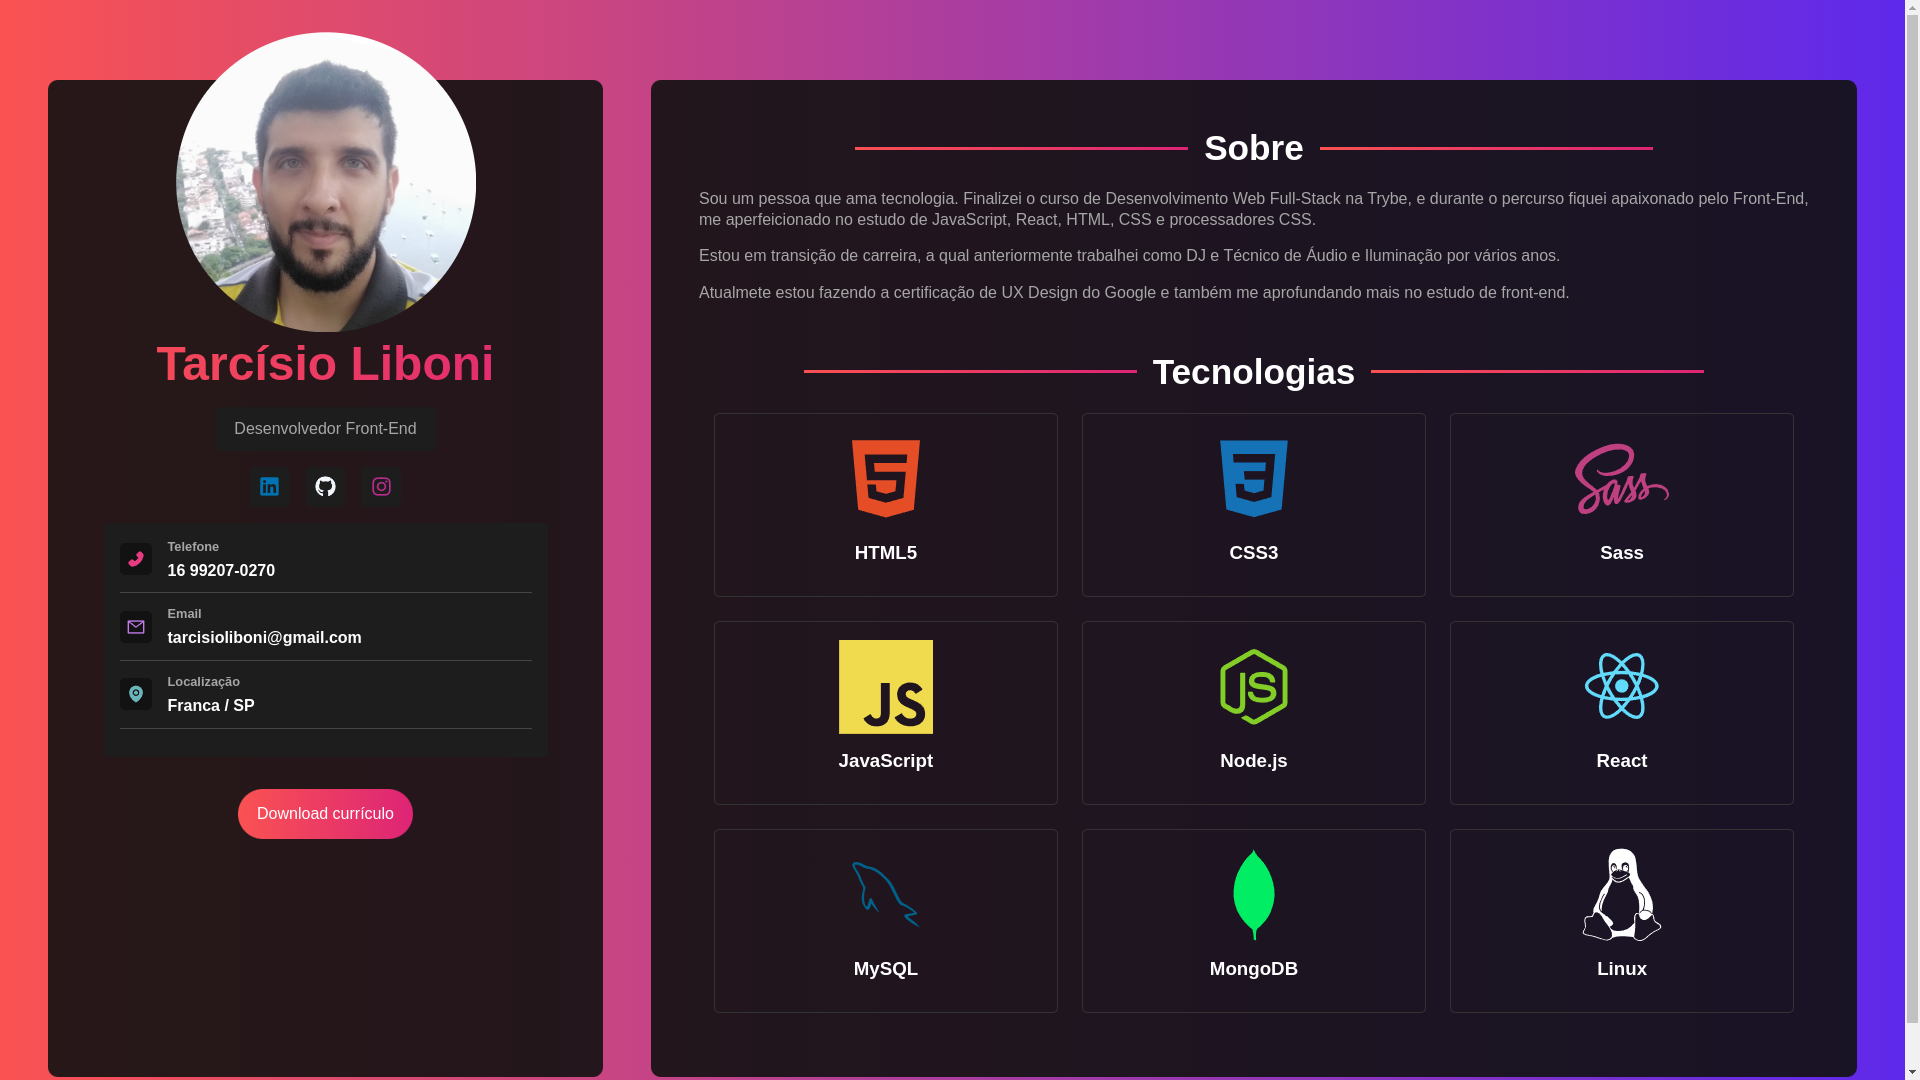 Tarcísio Liboni
Desenvolvedor Front-End
Telefone
16 99207-0270
Email
tarcisioliboni@gmail.com
Localização
Franca / SP
Download currículo
Sobre
Sou um pessoa que ama tecnologia. Finalizei o curso de Desenvolvimento Web Full-Stack na Trybe, e durante o percurso fiquei apaixonado pelo Front-End,
me aperfeicionado no estudo de JavaScript, React, HTML, CSS e processadores CSS.
Estou em transição de carreira, a qual anteriormente trabalhei como DJ e Técnico de Áudio e Iluminação por vários anos.
Atualmete estou fazendo a certificação de UX Design do Google e também me aprofundando mais no estudo de front-end.
Tecnologias
HTML5
CSS3
Sass
Sass
JS
JS
JavaScript
Node.js
React
MySQL
MongoDB
Linux